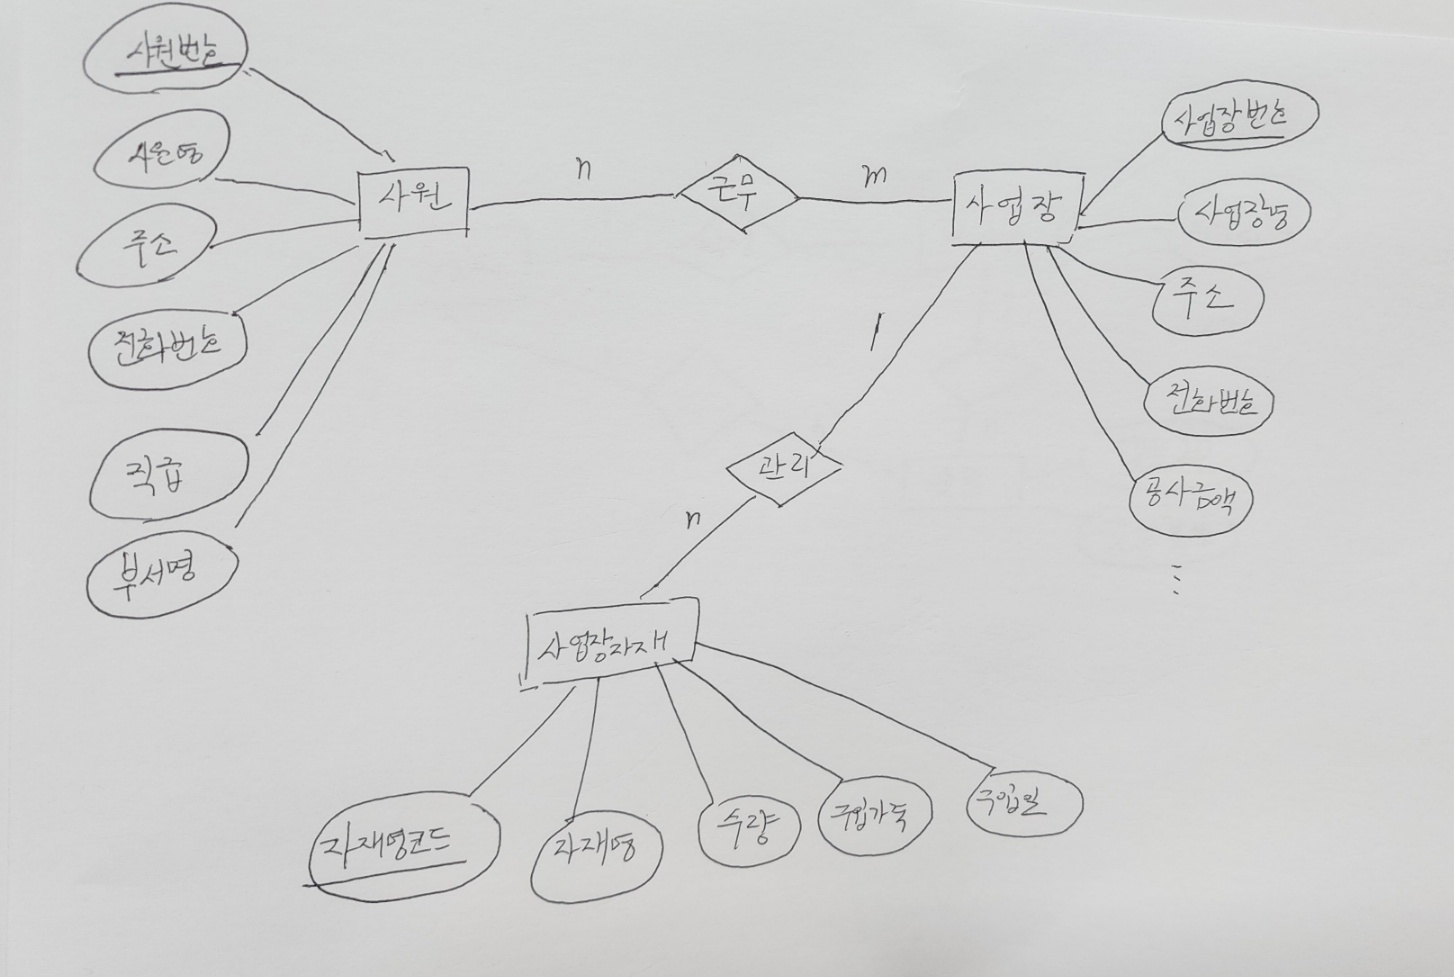 사원번호
사원명
주소
전화번호
직급
부서명
사원
n
근무
m
사업장
사업장번호
사업장명
주소
전화번호
공사금액
⋮
1
관리
n
사업장자재
자재명코드
자재명
수량
구입가독
구입일